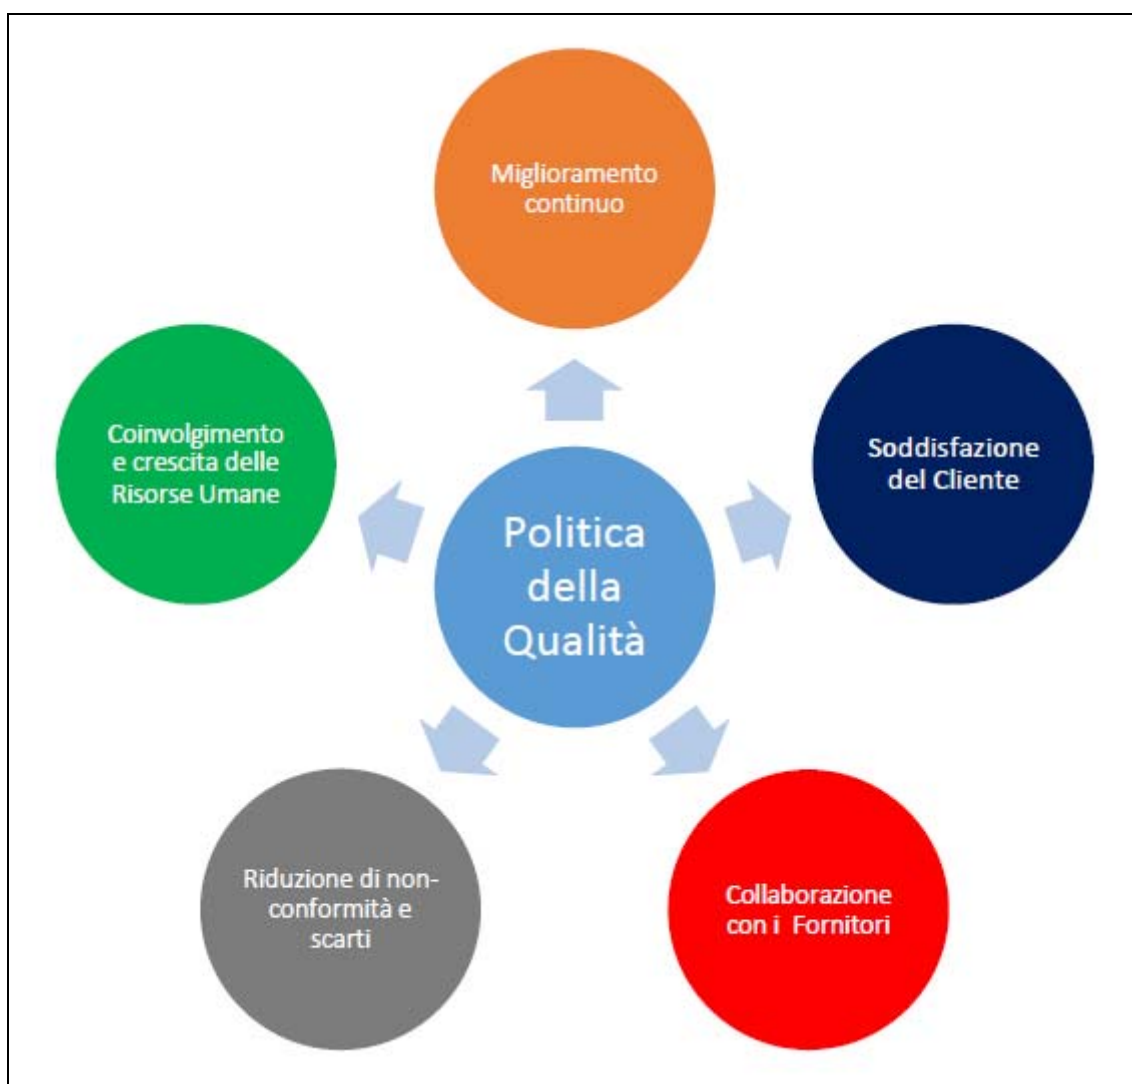 Miglioramento
continuo
Soddisfazione
del Cliente
Collaborazione
con i Fornitori
Riduzione di non-
conformità e
scarti
Coinvolgimento
e crescita delle
Risorse Umane
Politica
della
Qualità